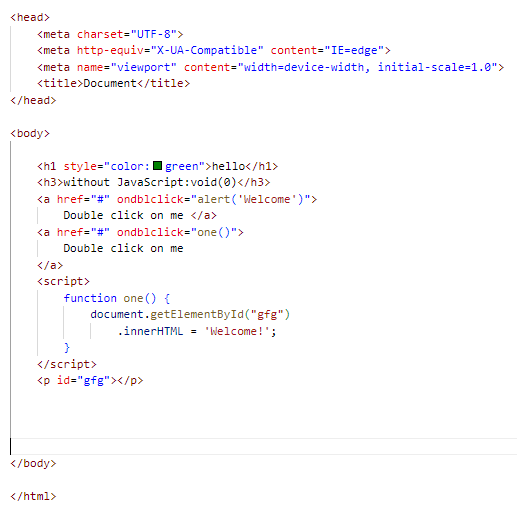 <head>
<meta charset="UTF-8">
<meta http-equiv="X-UA-Compatible" content="IE=edge">
<meta name="viewport" content="width=device-width, initial-scale=1.0">
<title>Document</title>
</head>
<body>
<h1 style="color:green">hello</h1>
<h3>without JavaScript:void(0)</h3>
<a href="#" ondblclick="alert('Welcome')">
Double click on me </a>
<a href="#" ondblclick="one()">
Double click on me
</a>
<script>
function one() {
document.getElementById("gfg")
.innerHTML = 'Welcome!';
}
</script>
<p id="gfg"></p>
</body>
</html>